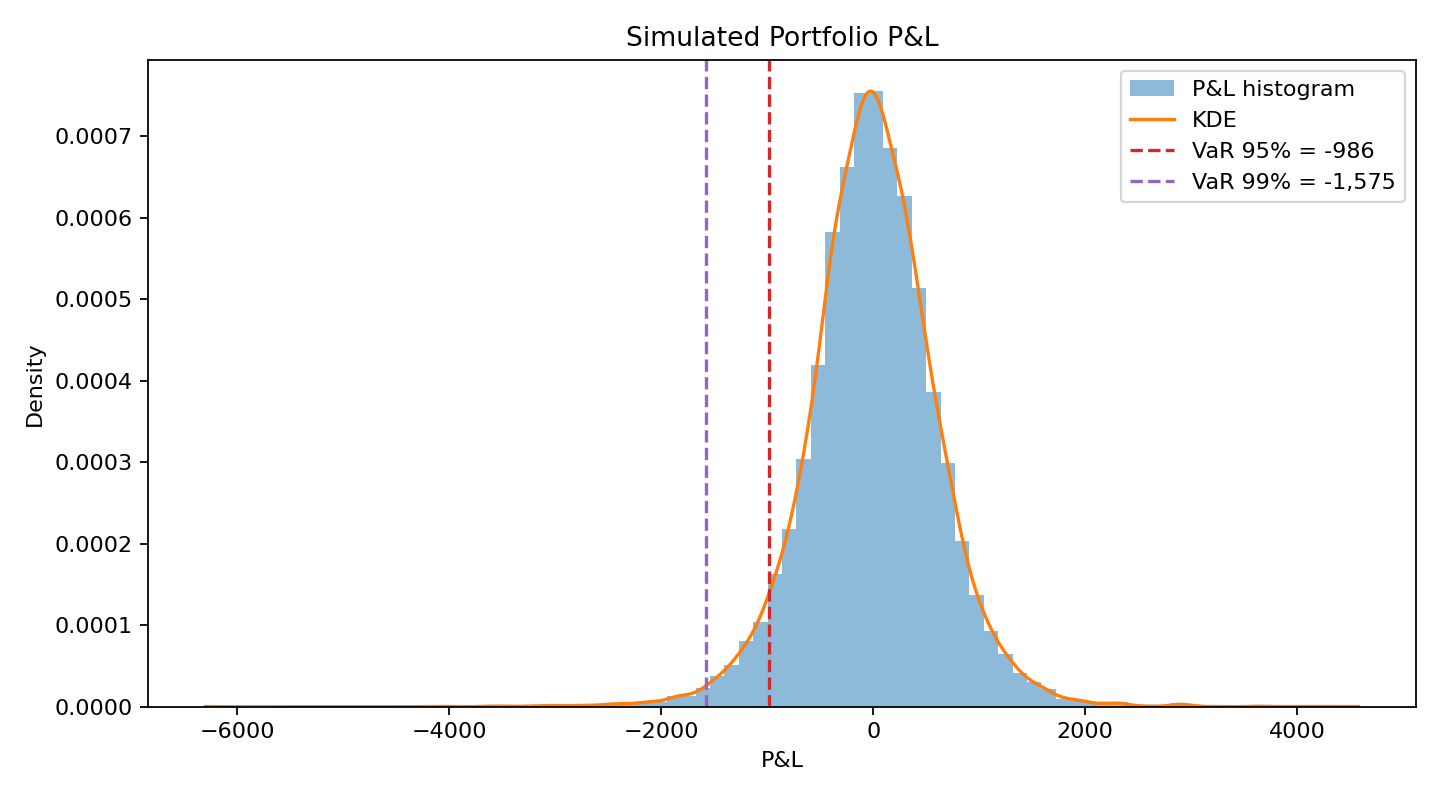 Simulated Portfolio P&L
P&L histogram
KDE
VaR 95% = -986
VaR 99% = -1,575
0.0007
0.0006
0.0005
0.0004
0.0003
0.0002
0.0001
0.0000
Density
−6000 −4000 −2000 0 2000 4000
P&L